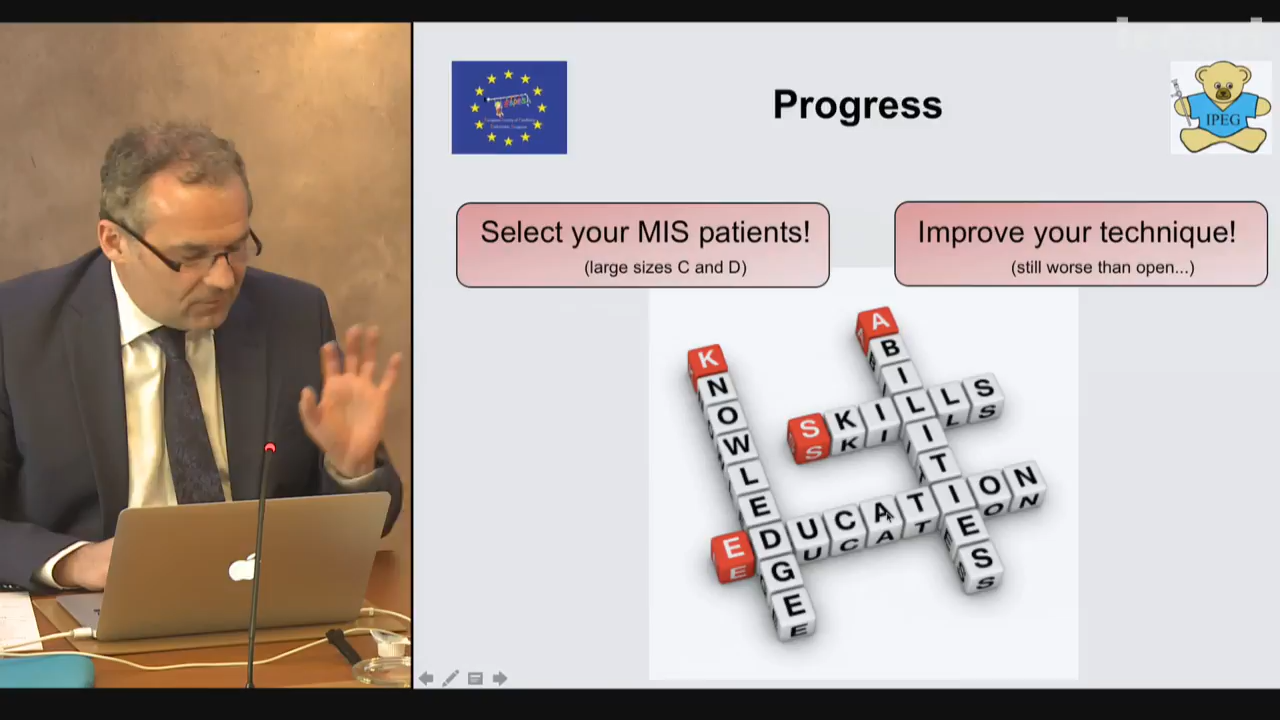 Progress
IPEG
Select your MIS patients!
(large sizes C and D)
Improve your technique!
(still worse than open...)
KNOWLEDGE
ABILITIES
SKILLS
EDUCATION